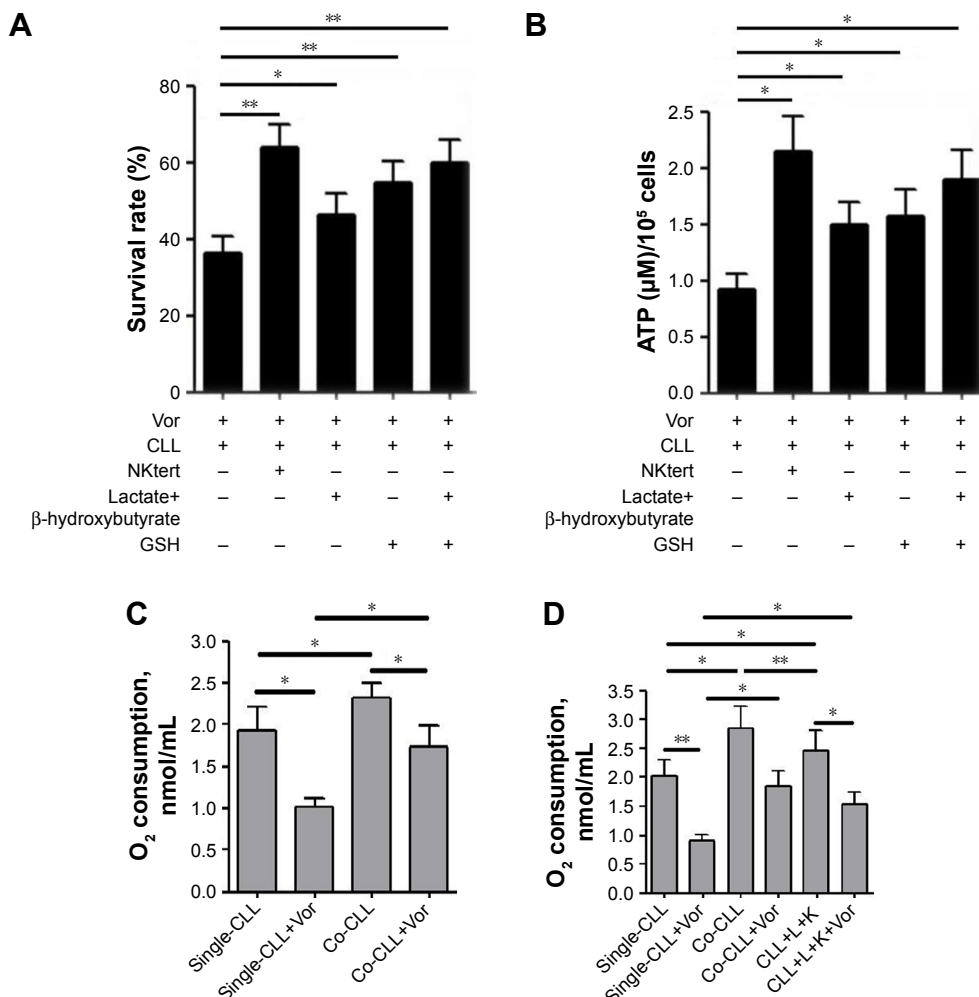 A
**
**
*
**
80
60
40
20
0
Survival rate (%)
Vor + + + + +
CLL + + + + +
NKtert – + – – –
Lactate+ – – + – +
β-hydroxybutyrate
GSH – – – + +
B
*
*
*
*
2.5
2.0
1.5
1.0
0.5
0.0
ATP (μM)/10⁵ cells
Vor + + + + +
CLL + + + + +
NKtert – + – – –
Lactate+ – – + – +
β-hydroxybutyrate
GSH – – – + +
C
*
*
* *
3.0
2.5
2.0
1.5
1.0
0.5
0.0
O₂ consumption,
nmol/mL
Single-CLL
Single-CLL+Vor
Co-CLL
Co-CLL+Vor
D
*
*
* **
*
** *
3.5
3.0
2.5
2.0
1.5
1.0
0.5
0.0
O₂ consumption,
nmol/mL
Single-CLL
Single-CLL+Vor
Co-CLL
Co-CLL+Vor
CLL+L+K
CLL+L+K+Vor